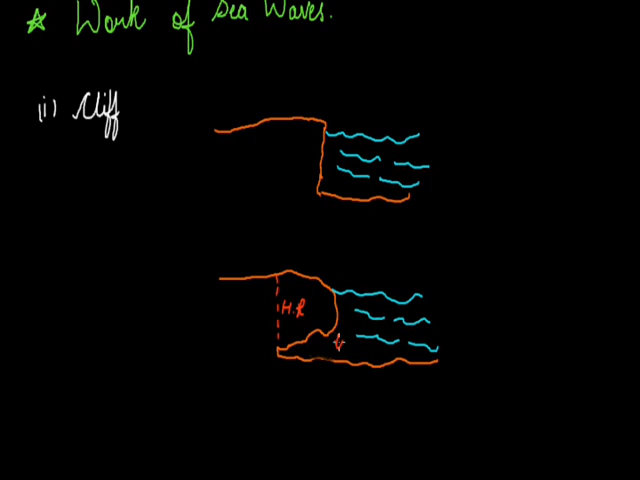 ★ Work of Sea Waves.
(i) Cliff
H.R